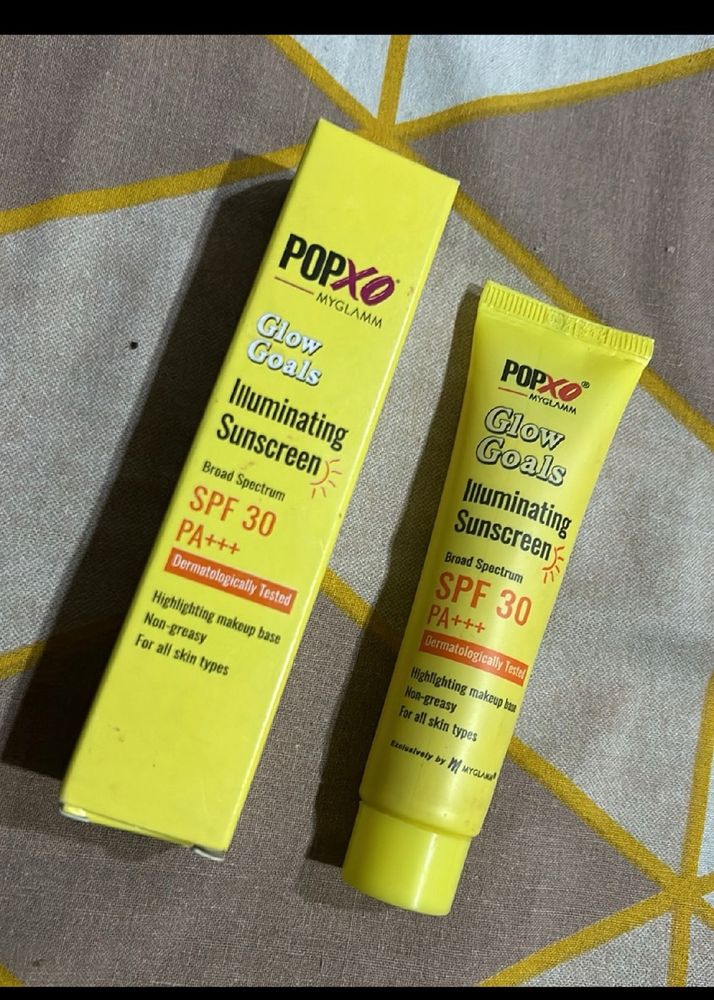 POPXO
MYGLAMM
Glow
Goals
Illuminating
Sunscreen
Broad Spectrum
SPF 30
PA+++
Dermatologically Tested
Highlighting makeup base
Non-greasy
For all skin types
POPXO®
MYGLAMM
Glow
Goals
Illuminating
Sunscreen
Broad Spectrum
SPF 30
PA+++
Dermatologically Tested
Highlighting makeup base
Non-greasy
For all skin types
Exclusively by M MYGLAMM®